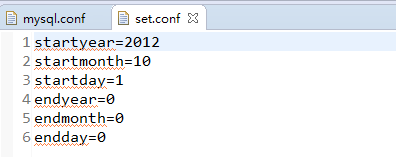 mysql.conf set.conf
1 startyear=2012
2 startmonth=10
3 startday=1
4 endyear=0
5 endmonth=0
6 endday=0